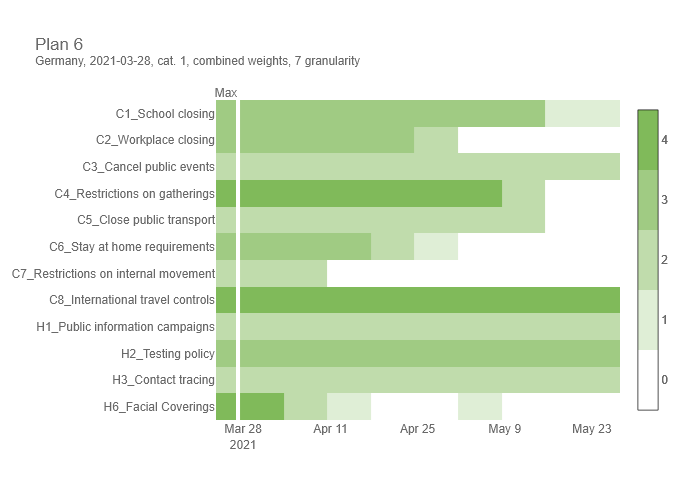 Plan 6
Germany, 2021-03-28, cat. 1, combined weights, 7 granularity
Max
C1_School closing
C2_Workplace closing
C3_Cancel public events
C4_Restrictions on gatherings
C5_Close public transport
C6_Stay at home requirements
C7_Restrictions on internal movement
C8_International travel controls
H1_Public information campaigns
H2_Testing policy
H3_Contact tracing
H6_Facial Coverings
Mar 28 Apr 11 Apr 25 May 9 May 23
2021
4
3
2
1
0